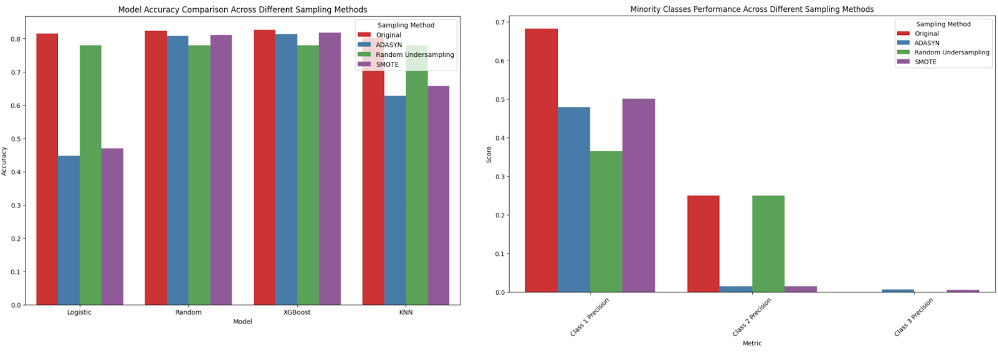 Model Accuracy Comparison Across Different Sampling Methods
Sampling Method
Original
ADASYN
Random Undersampling
SMOTE
0.8
0.7
0.6
0.5
0.4
0.3
0.2
0.1
0.0
Accuracy
Logistic
Random
XGBoost
KNN
Model
Minority Classes Performance Across Different Sampling Methods
Sampling Method
Original
ADASYN
Random Undersampling
SMOTE
0.7
0.6
0.5
0.4
0.3
0.2
0.1
0.0
Score
Class 1 Precision
Class 2 Precision
Class 3 Precision
Metric